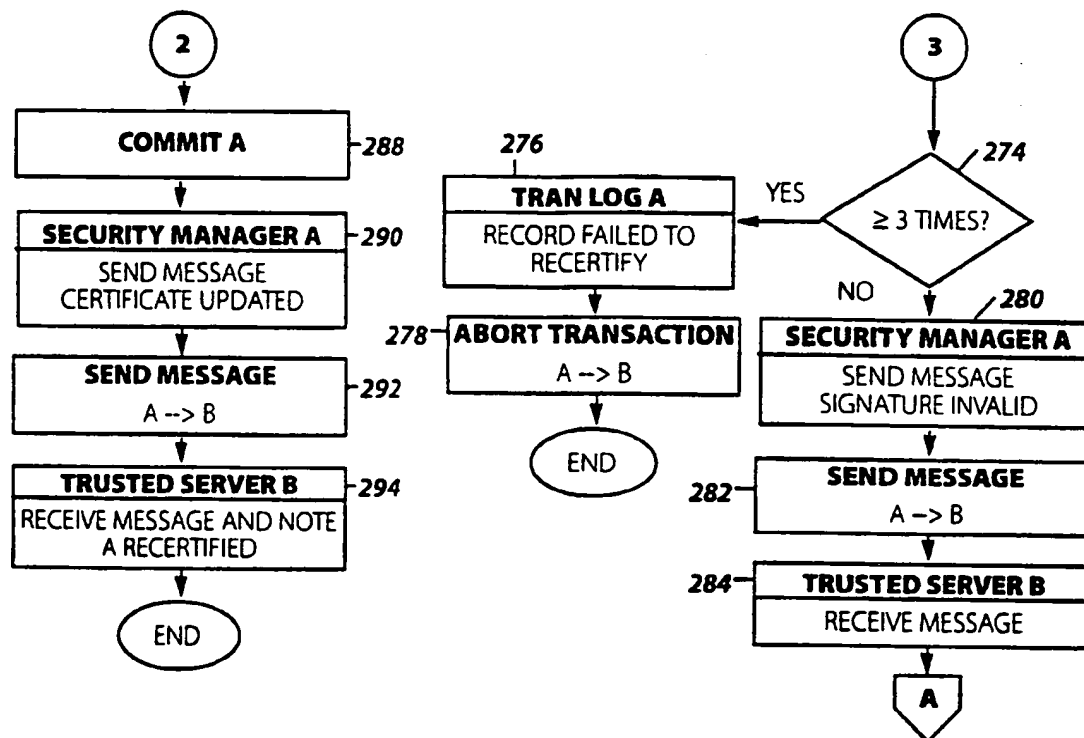 2
COMMIT A
288
SECURITY MANAGER A
290
SEND MESSAGE
CERTIFICATE UPDATED
SEND MESSAGE
A --> B
292
TRUSTED SERVER B
294
RECEIVE MESSAGE AND NOTE
A RECERTIFIED
END
276
TRAN LOG A
RECORD FAILED TO
RECERTIFY
278
ABORT TRANSACTION
A --> B
END
3
274
≥ 3 TIMES?
YES
NO
280
SECURITY MANAGER A
SEND MESSAGE
SIGNATURE INVALID
282
SEND MESSAGE
A --> B
284
TRUSTED SERVER B
RECEIVE MESSAGE
A